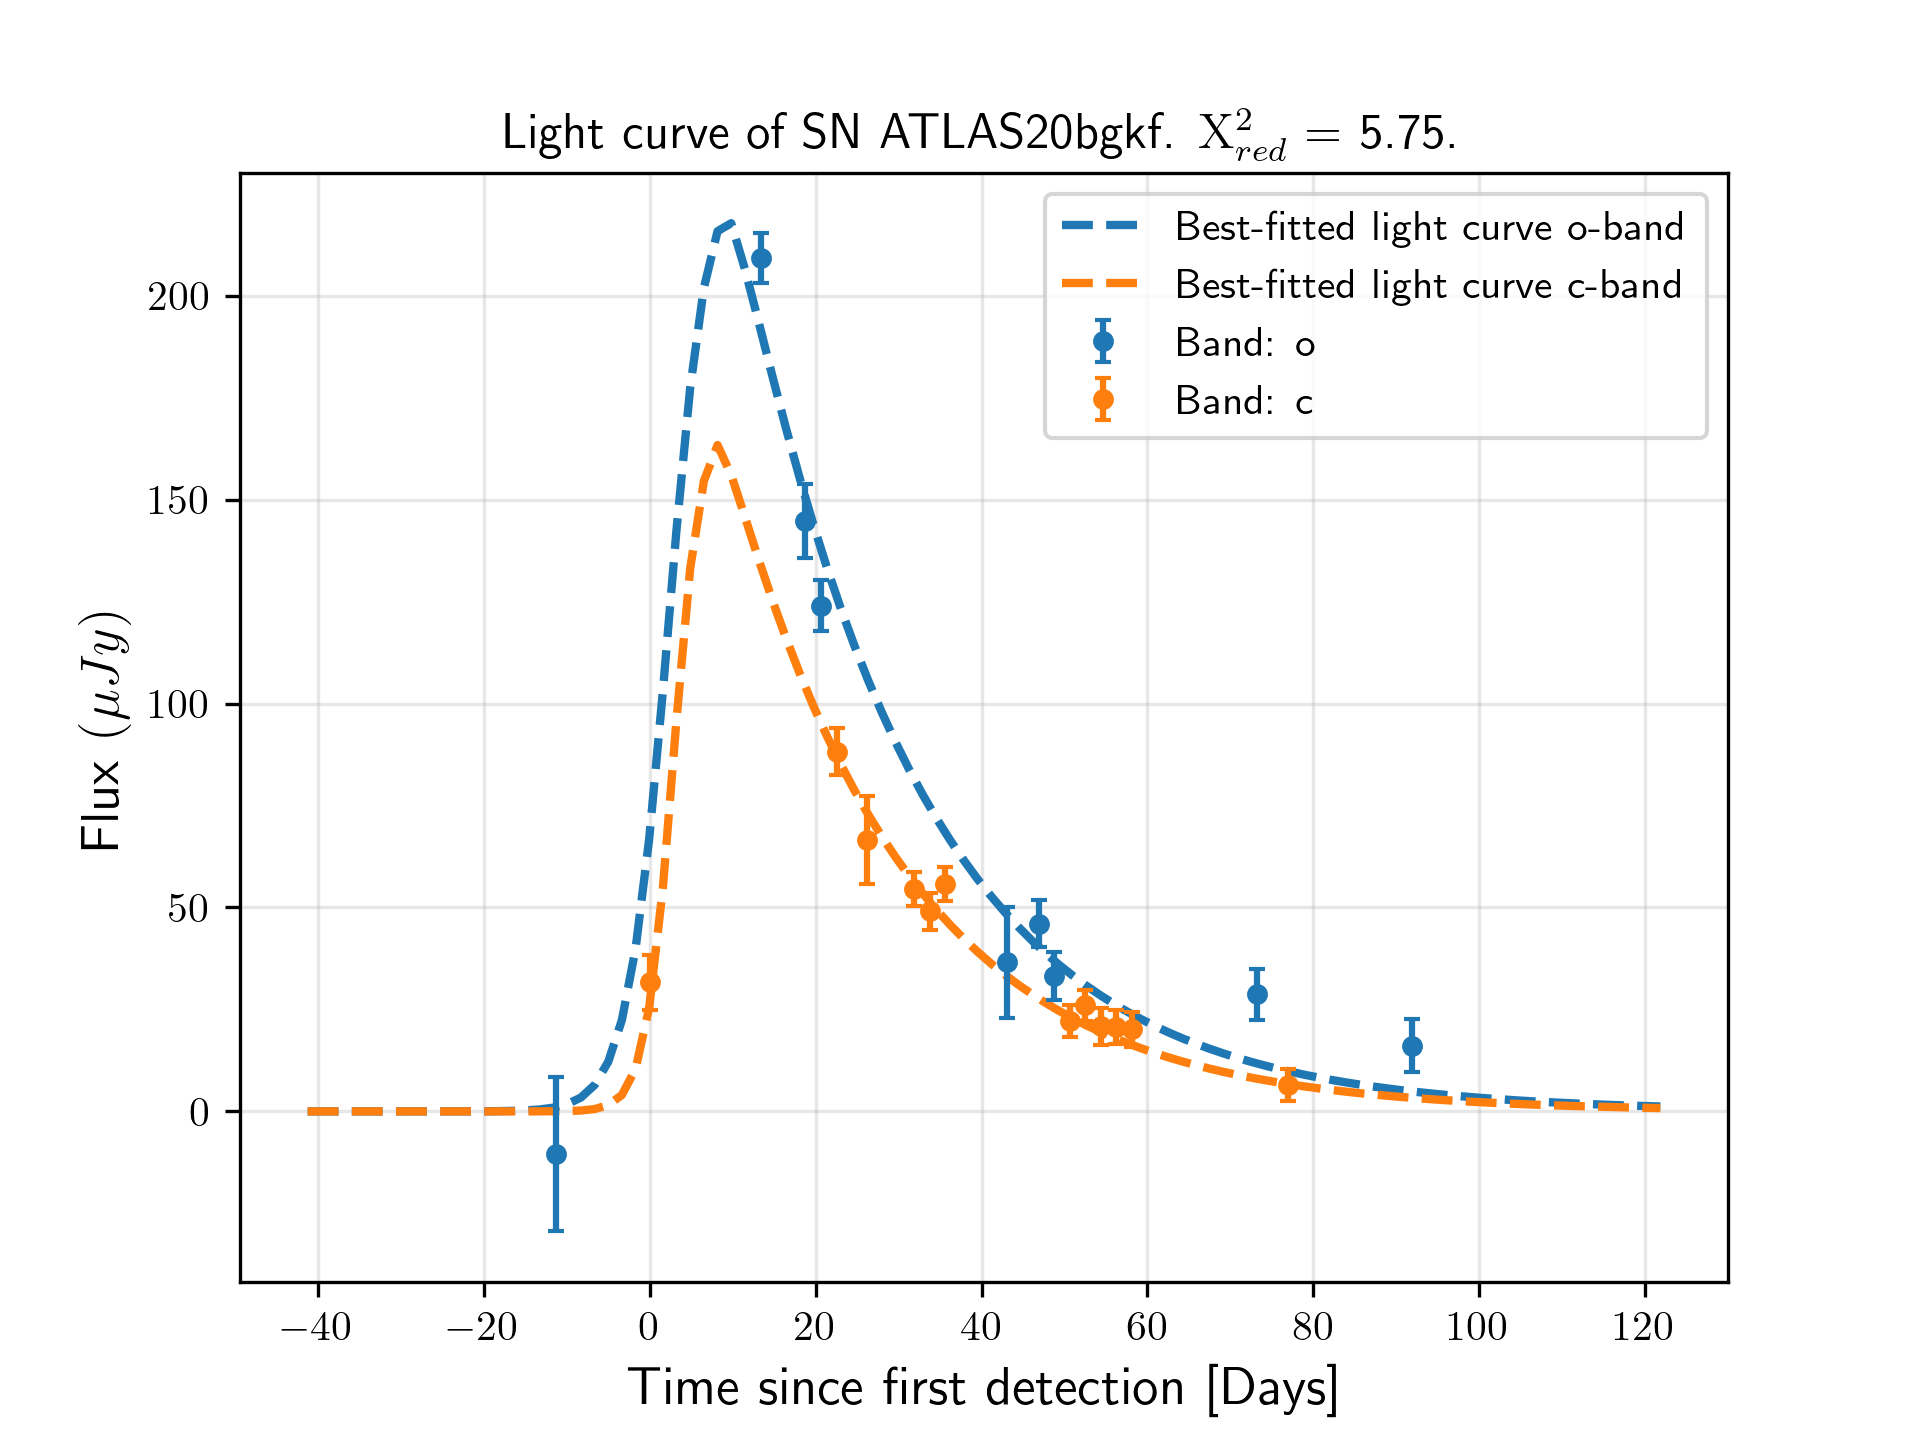 Light curve of SN ATLAS20bgkf. X²_red = 5.75.
Best-fitted light curve o-band
Best-fitted light curve c-band
Band: o
Band: c
Flux (μJy)
200
150
100
50
0
−40 −20 0 20 40 60 80 100 120
Time since first detection [Days]